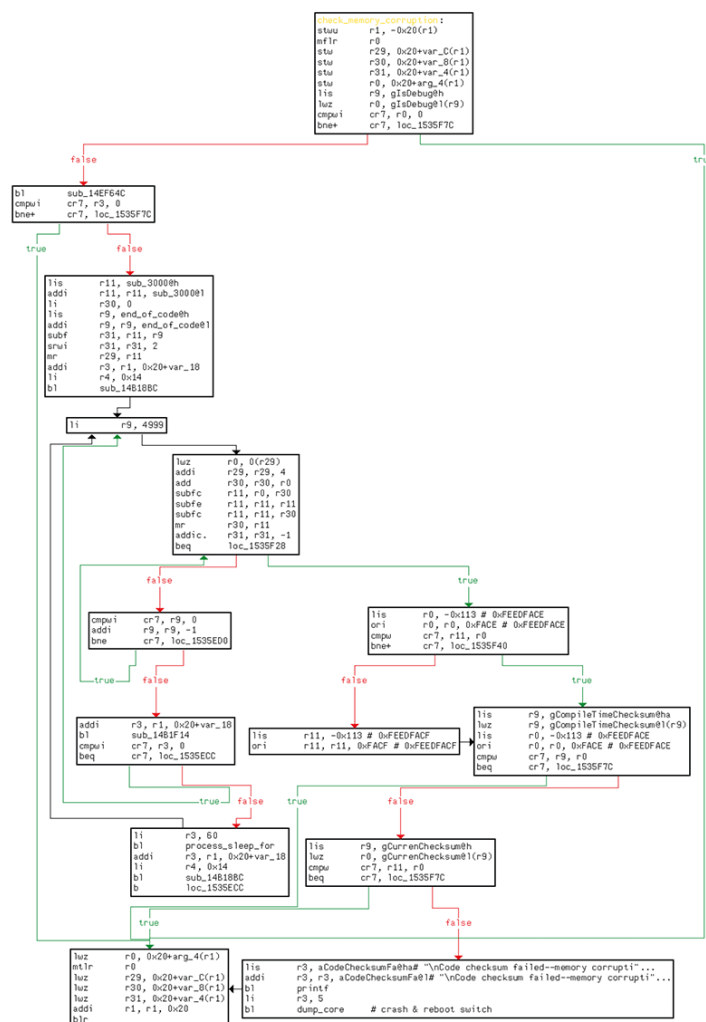 check_memory_corruption:
stwu r1, -0x20(r1)
mflr r0
stw r29, 0x20+var_C(r1)
stw r30, 0x20+var_8(r1)
stw r31, 0x20+var_4(r1)
stw r0, 0x20+arg_4(r1)
lis r9, gIsDebug@h
lwz r0, gIsDebug@l(r9)
cmpwi cr7, r0, 0
bne+ cr7, loc_1535F7C
false
tru
bl sub_14EF64C
cmpwi cr7, r3, 0
bne+ cr7, loc_1535F7C
true
false
lis r11, sub_3000@h
addi r11, r11, sub_3000@l
li r30, 0
lis r9, end_of_code@h
addi r9, r9, end_of_code@l
subf r31, r11, r9
srwi r31, r31, 2
mr r29, r11
addi r3, r1, 0x20+var_18
li r4, 0x14
bl sub_14B18BC
li r9, 4999
lwz r0, 0(r29)
addi r29, r29, 4
add r30, r30, r0
subfc r11, r0, r30
subfe r11, r11, r11
subfc r11, r11, r30
mr r30, r11
addic. r31, r31, -1
beq loc_1535F28
false
true
cmpwi cr7, r9, 0
addi r9, r9, -1
bne cr7, loc_1535ED0
lis r0, -0x113 # 0xFEEDFACE
ori r0, r0, 0xFACE # 0xFEEDFACE
cmpw cr7, r11, r0
bne+ cr7, loc_1535F40
true
false
false
true
addi r3, r1, 0x20+var_18
bl sub_14B1F14
cmpwi cr7, r3, 0
beq cr7, loc_1535ECC
lis r11, -0x113 # 0xFEEDFACF
ori r11, r11, 0xFACF # 0xFEEDFACF
lis r9, gCompileTimeChecksum@ha
lwz r9, gCompileTimeChecksum@l(r9)
lis r0, -0x113 # 0xFEEDFACE
ori r0, r0, 0xFACE # 0xFEEDFACE
cmpw cr7, r9, r0
beq cr7, loc_1535F7C
true
false
true
false
li r3, 60
bl process_sleep_for
addi r3, r1, 0x20+var_18
li r4, 0x14
bl sub_14B18BC
b loc_1535ECC
lis r9, gCurrenChecksum@h
lwz r0, gCurrenChecksum@l(r9)
cmpw cr7, r11, r0
beq cr7, loc_1535F7C
true
false
lwz r0, 0x20+arg_4(r1)
mtlr r0
lwz r29, 0x20+var_C(r1)
lwz r30, 0x20+var_8(r1)
lwz r31, 0x20+var_4(r1)
addi r1, r1, 0x20
blr
lis r3, aCodeChecksumFa@ha# "\nCode checksum failed--memory corrupti"...
addi r3, r3, aCodeChecksumFa@l# "\nCode checksum failed--memory corrupti"...
bl printf
li r3, 5
bl dump_core # crash & reboot switch